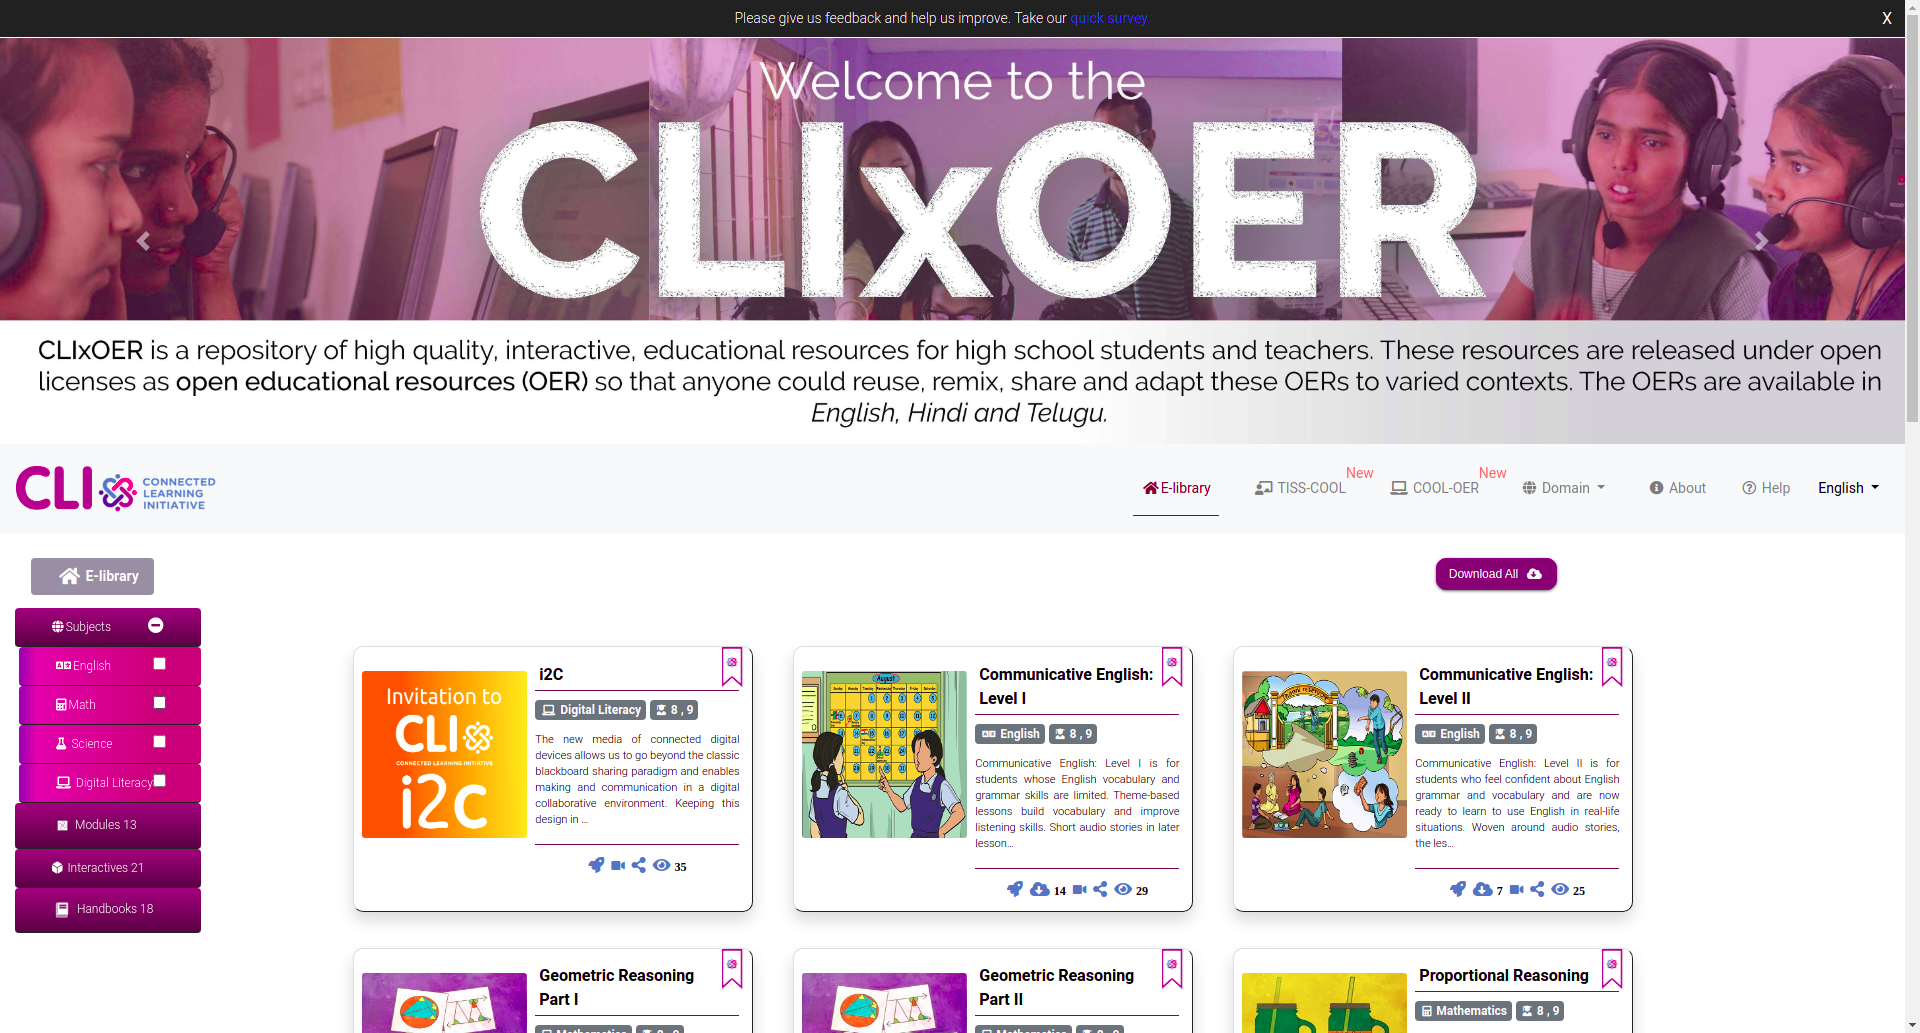 Please give us feedback and help us improve. Take our quick survey.
X
Welcome to the
CLIxOER
CLIxOER is a repository of high quality, interactive, educational resources for high school students and teachers. These resources are released under open
licenses as open educational resources (OER) so that anyone could reuse, remix, share and adapt these OERs to varied contexts. The OERs are available in
English, Hindi and Telugu.
CLI
CONNECTED
LEARNING
INITIATIVE
E-library
TISS-COOL New
COOL-OER New
Domain
About
Help
English
E-library
Download All
Subjects
English
Math
Science
Digital Literacy
Modules 13
Interactives 21
Handbooks 18
Invitation to
CLI
CONNECTED LEARNING INITIATIVE
i2c
i2C
Digital Literacy 8 , 9
The new media of connected digital
devices allows us to go beyond the classic
blackboard sharing paradigm and enables
making and communication in a digital
collaborative environment. Keeping this
design in ...
35
August
Communicative English:
Level I
English 8 , 9
Communicative English: Level I is for
students whose English vocabulary and
grammar skills are limited. Theme-based
lessons build vocabulary and improve
listening skills. Short audio stories in later
lesson...
14 29
Communicative English:
Level II
English 8 , 9
Communicative English: Level II is for
students who feel confident about English
grammar and vocabulary and are now
ready to learn to use English in real-life
situations. Woven around audio stories,
the les...
7 25
Geometric Reasoning
Part I
Mathematics 8 , 9
Geometric Reasoning
Part II
Mathematics 8 , 9
Proportional Reasoning
Mathematics 8 , 9